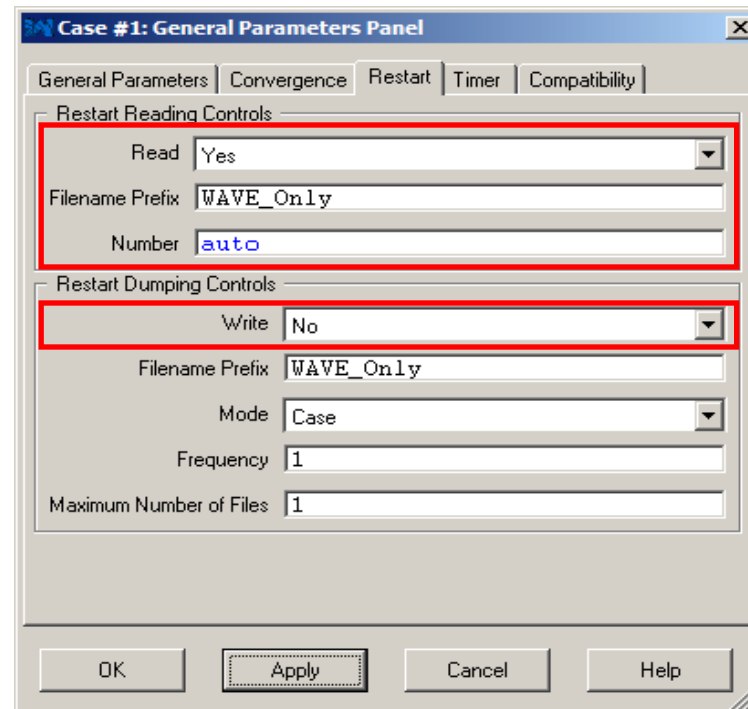 Case #1: General Parameters Panel
General Parameters Convergence Restart Timer Compatibility
Restart Reading Controls
Read Yes
Filename Prefix WAVE_Only
Number auto
Restart Dumping Controls
Write No
Filename Prefix WAVE_Only
Mode Case
Frequency 1
Maximum Number of Files 1
OK Apply Cancel Help